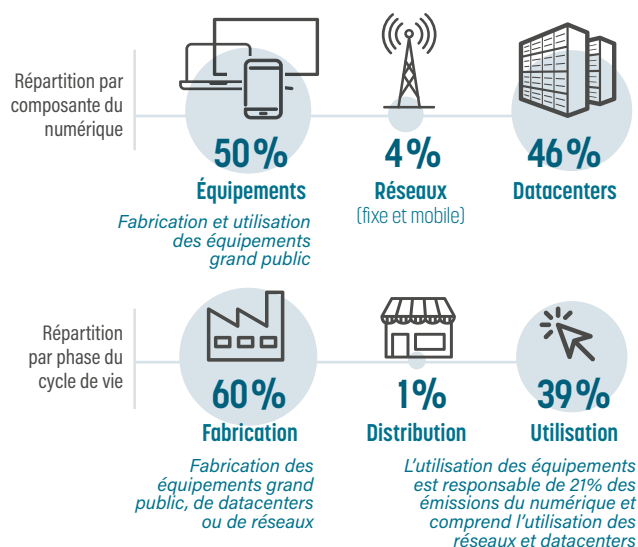 Répartition par
composante du
numérique
50%
Équipements
Fabrication et utilisation
des équipements
grand public
4%
Réseaux
(fixe et mobile)
46%
Datacenters
Répartition
par phase du
cycle de vie
60%
Fabrication
Fabrication des
équipements grand
public, de datacenters
ou de réseaux
1%
Distribution
39%
Utilisation
L'utilisation des équipements
est responsable de 21% des
émissions du numérique et
comprend l'utilisation des
réseaux et datacenters